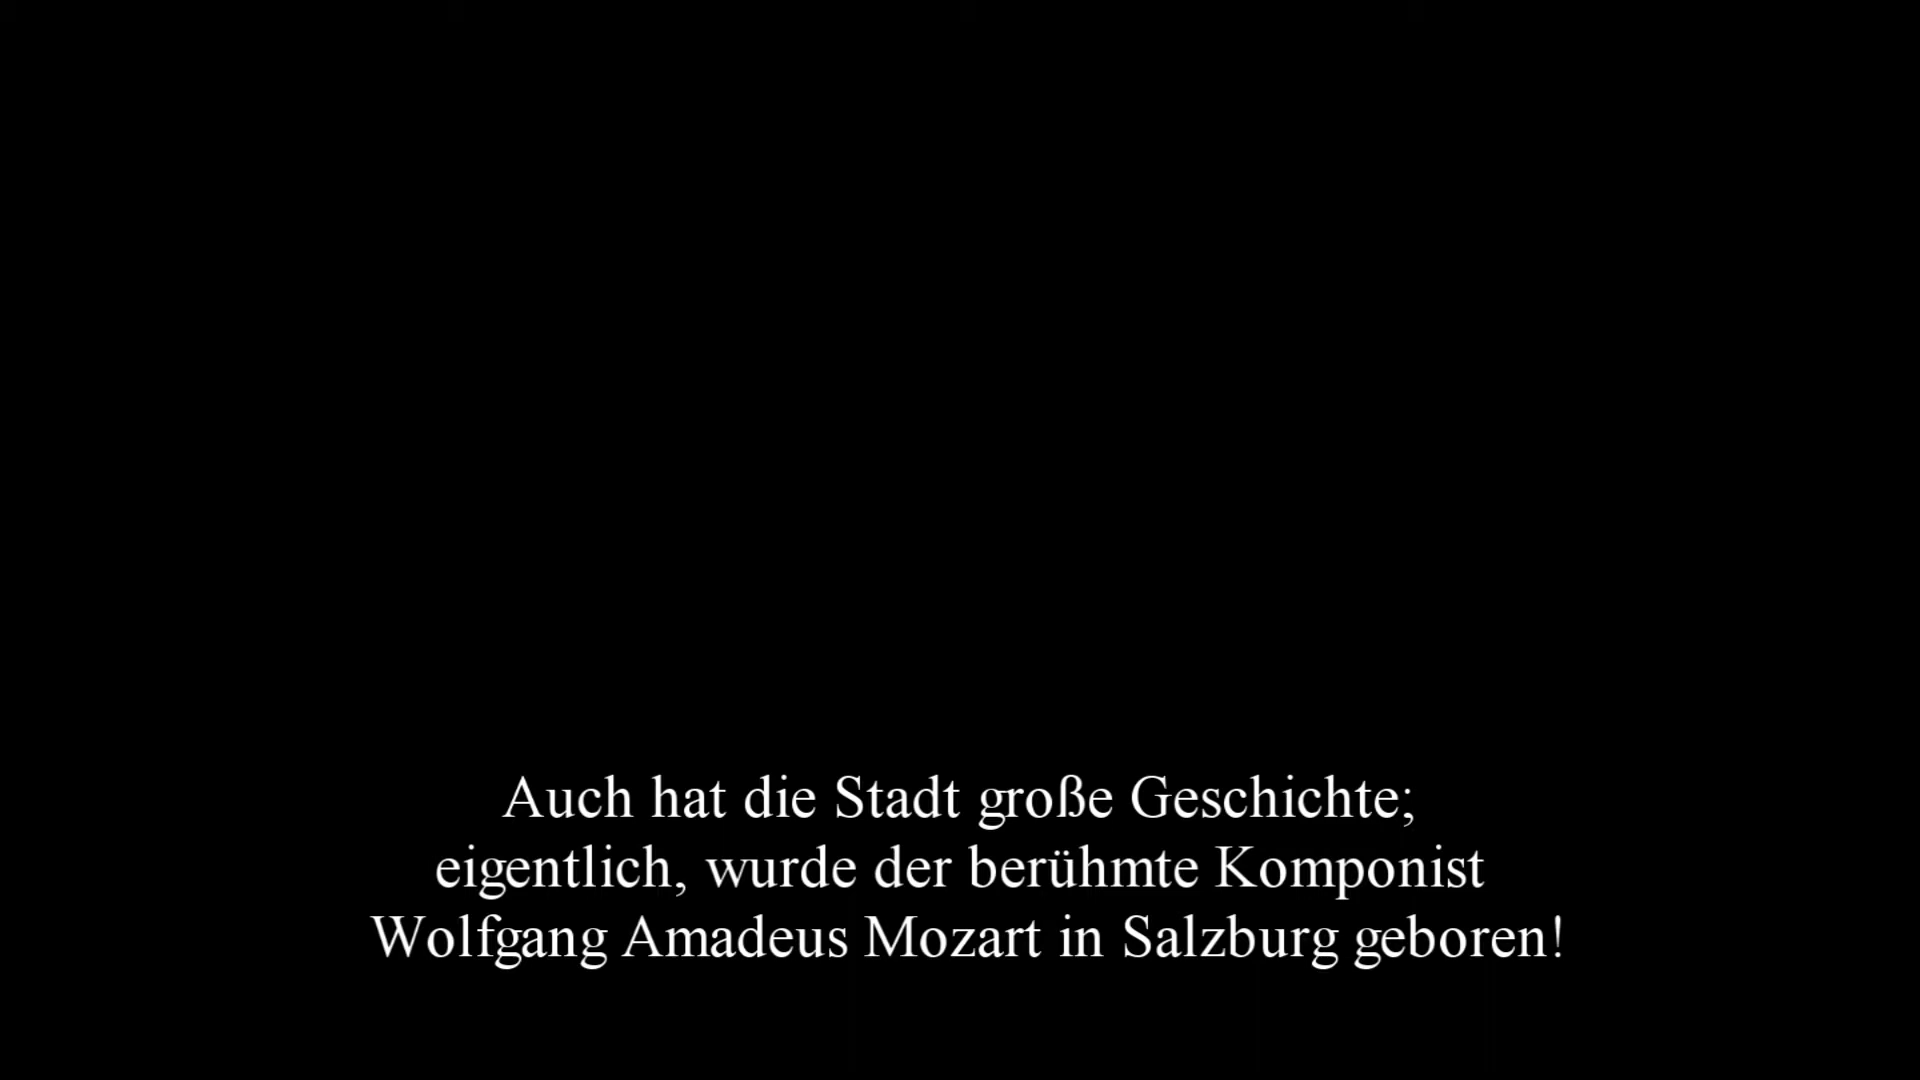 Auch hat die Stadt große Geschichte;
eigentlich, wurde der berühmte Komponist
Wolfgang Amadeus Mozart in Salzburg geboren!